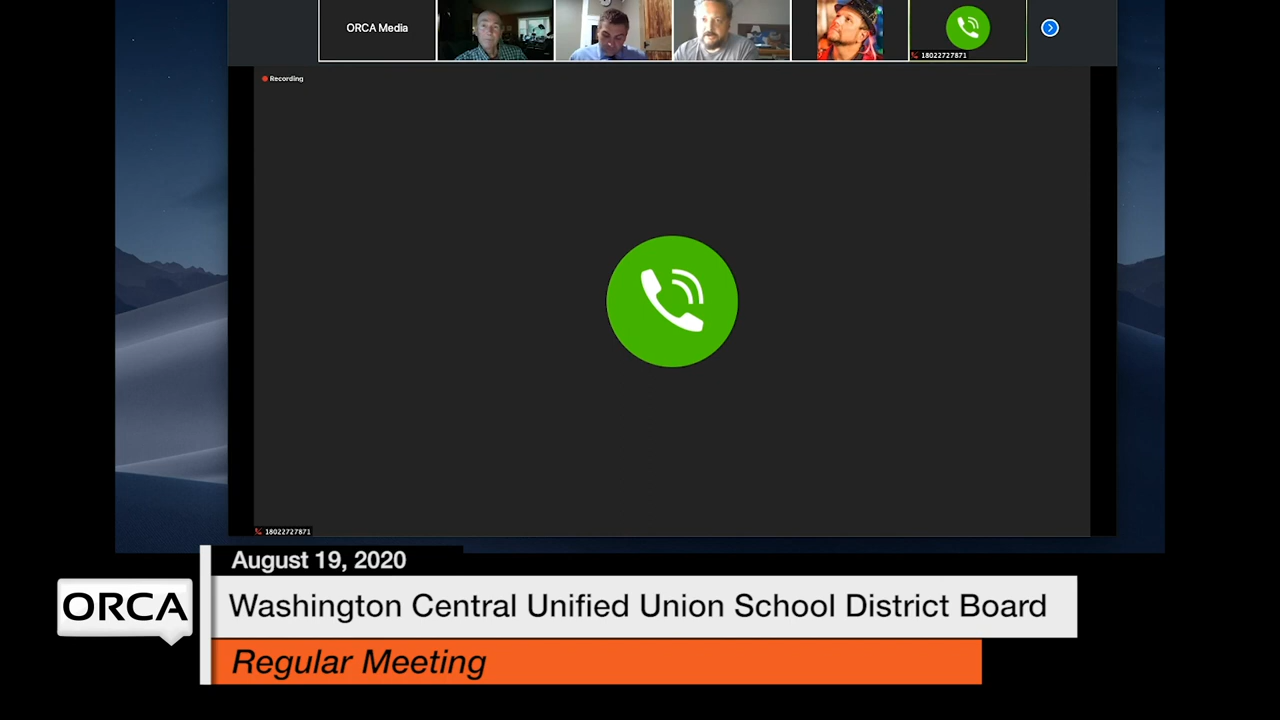 ORCA Media
18022727871
Recording
18022727871
August 19, 2020
ORCA
Washington Central Unified Union School District Board
Regular Meeting